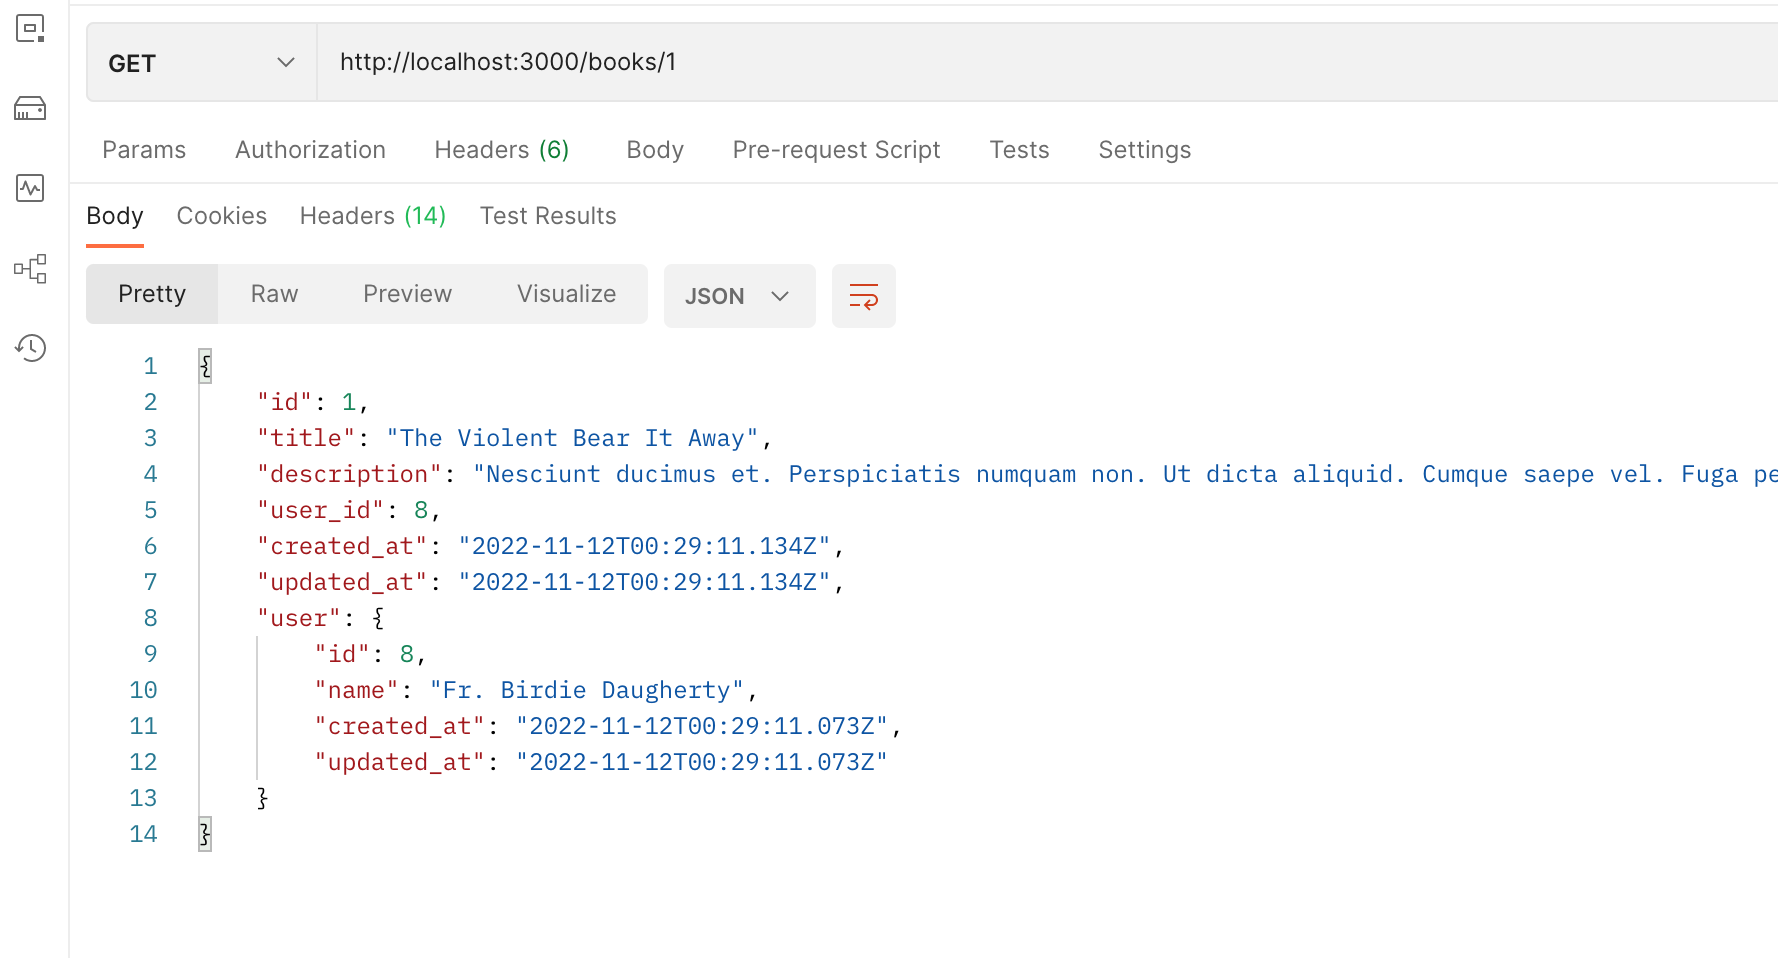 GET http://localhost:3000/books/1
Params Authorization Headers (6) Body Pre-request Script Tests Settings
Body Cookies Headers (14) Test Results
Pretty Raw Preview Visualize JSON
1 {
2 "id": 1,
3 "title": "The Violent Bear It Away",
4 "description": "Nesciunt ducimus et. Perspiciatis numquam non. Ut dicta aliquid. Cumque saepe vel. Fuga pe
5 "user_id": 8,
6 "created_at": "2022-11-12T00:29:11.134Z",
7 "updated_at": "2022-11-12T00:29:11.134Z",
8 "user": {
9 "id": 8,
10 "name": "Fr. Birdie Daugherty",
11 "created_at": "2022-11-12T00:29:11.073Z",
12 "updated_at": "2022-11-12T00:29:11.073Z"
13 }
14 }